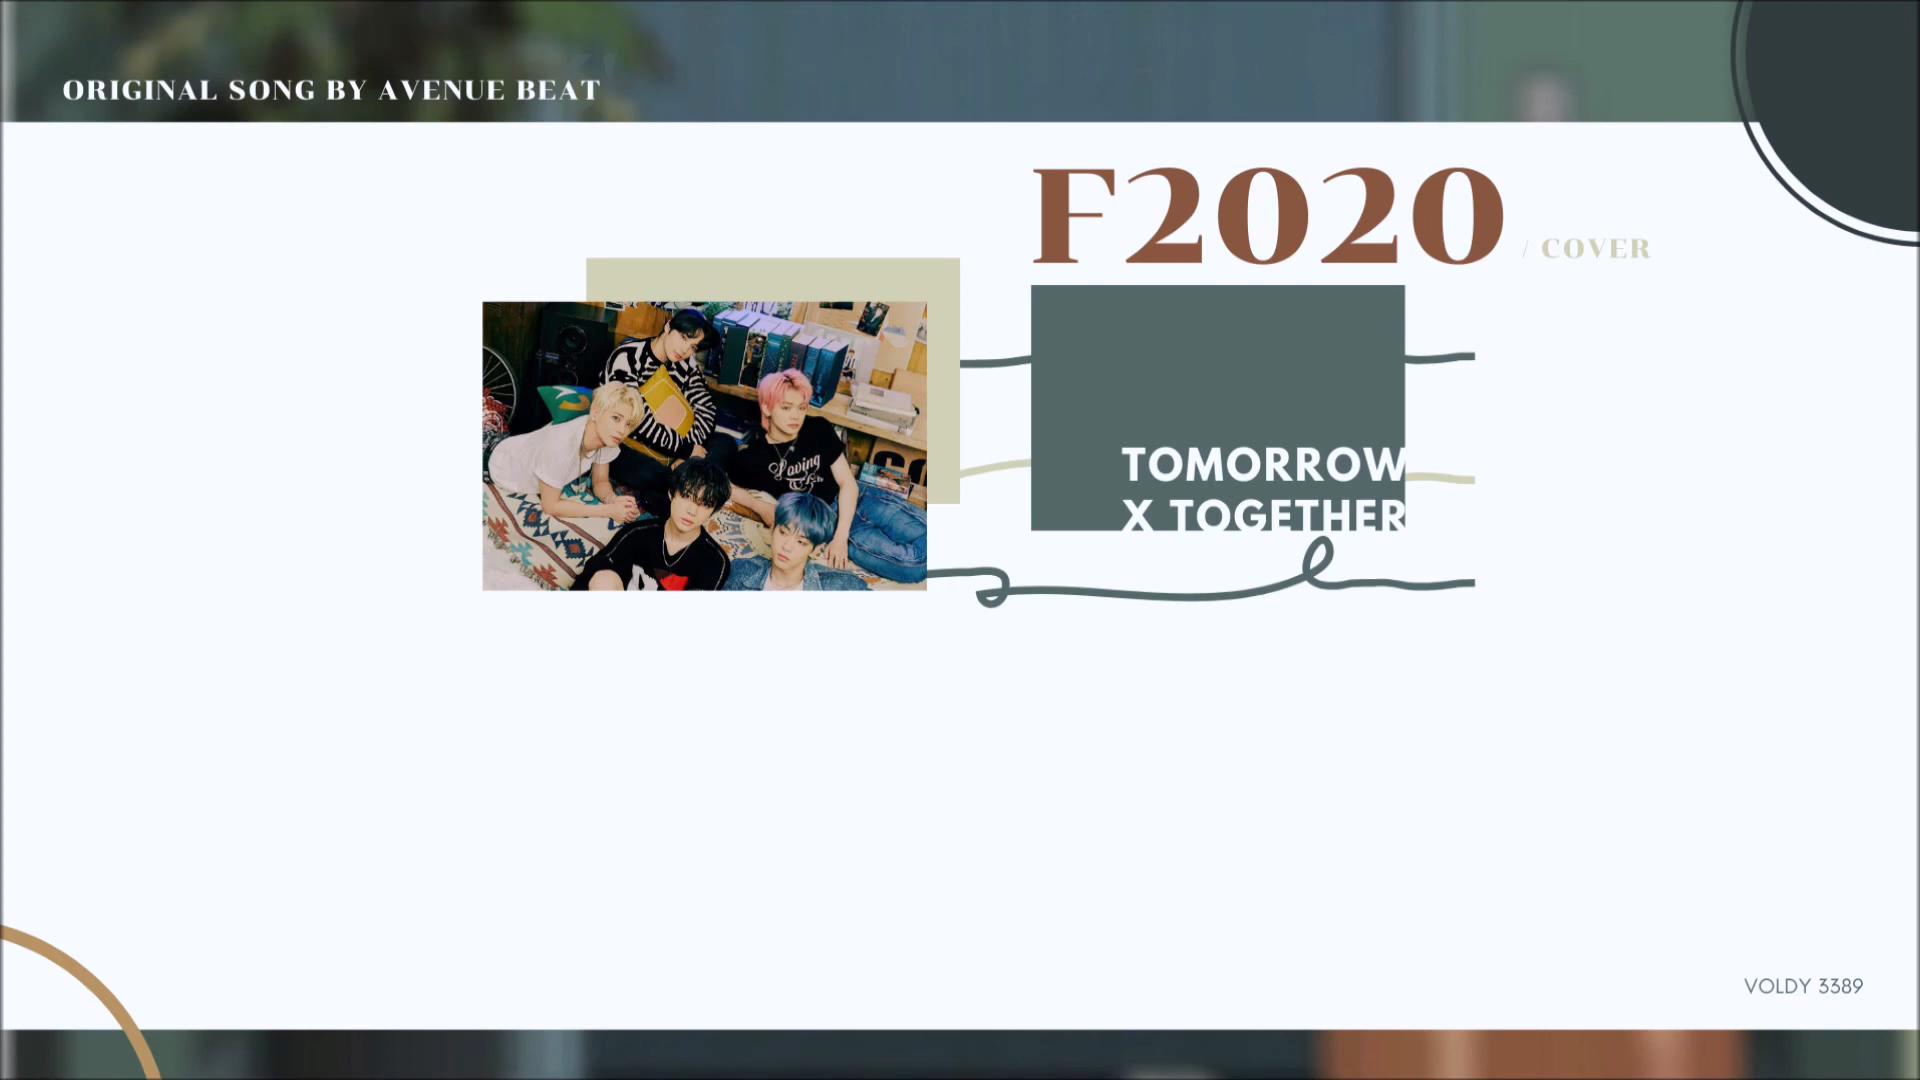 ORIGINAL SONG BY AVENUE BEAT
F2020
/ COVER
TOMORROW
X TOGETHER
VOLDY 3389